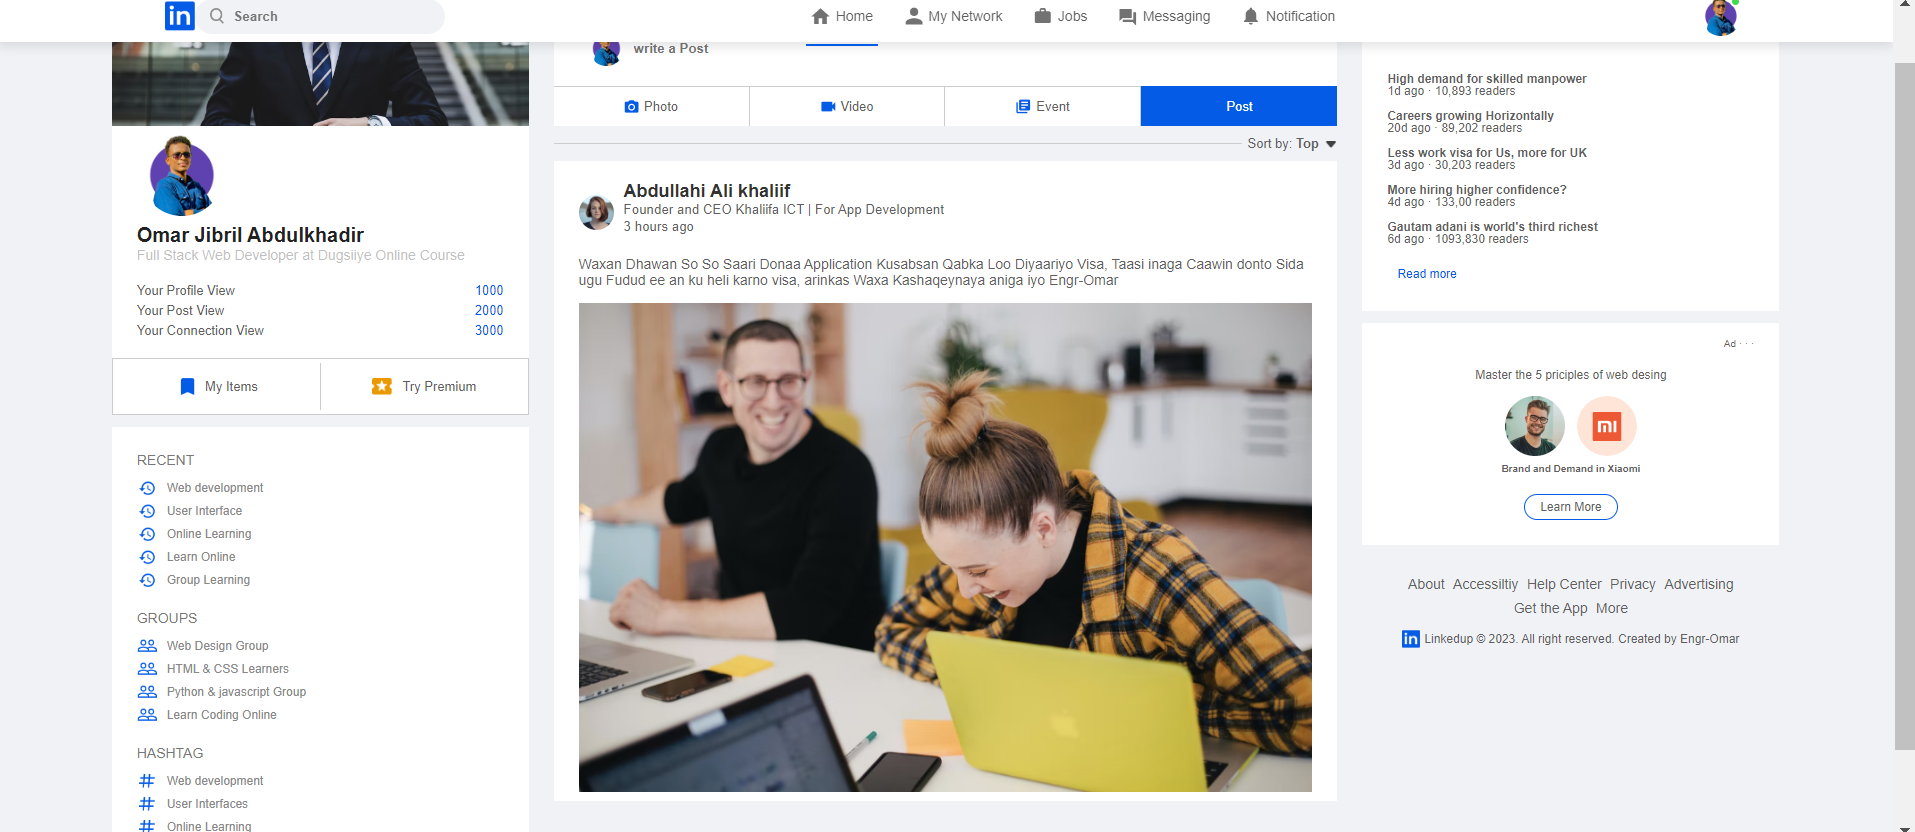 in
Search
Home
My Network
Jobs
Messaging
Notification
Omar Jibril Abdulkhadir
Full Stack Web Developer at Dugsiiye Online Course
Your Profile View 1000
Your Post View 2000
Your Connection View 3000
My Items
Try Premium
RECENT
Web development
User Interface
Online Learning
Learn Online
Group Learning
GROUPS
Web Design Group
HTML & CSS Learners
Python & javascript Group
Learn Coding Online
HASHTAG
Web development
User Interfaces
Online Learning
write a Post
Photo
Video
Event
Post
Sort by: Top
Abdullahi Ali khaliif
Founder and CEO Khaliifa ICT | For App Development
3 hours ago
Waxan Dhawan So So Saari Donaa Application Kusabsan Qabka Loo Diyaariyo Visa, Taasi inaga Caawin donto Sida
ugu Fudud ee an ku heli karno visa, arinkas Waxa Kashaqeynaya aniga iyo Engr-Omar
High demand for skilled manpower
1d ago · 10,893 readers
Careers growing Horizontally
20d ago · 89,202 readers
Less work visa for Us, more for UK
3d ago · 30,203 readers
More hiring higher confidence?
4d ago · 133,00 readers
Gautam adani is world's third richest
6d ago · 1093,830 readers
Read more
Ad · · ·
Master the 5 priciples of web desing
mi
Brand and Demand in Xiaomi
Learn More
About Accessiltiy Help Center Privacy Advertising
Get the App More
in Linkedup © 2023. All right reserved. Created by Engr-Omar